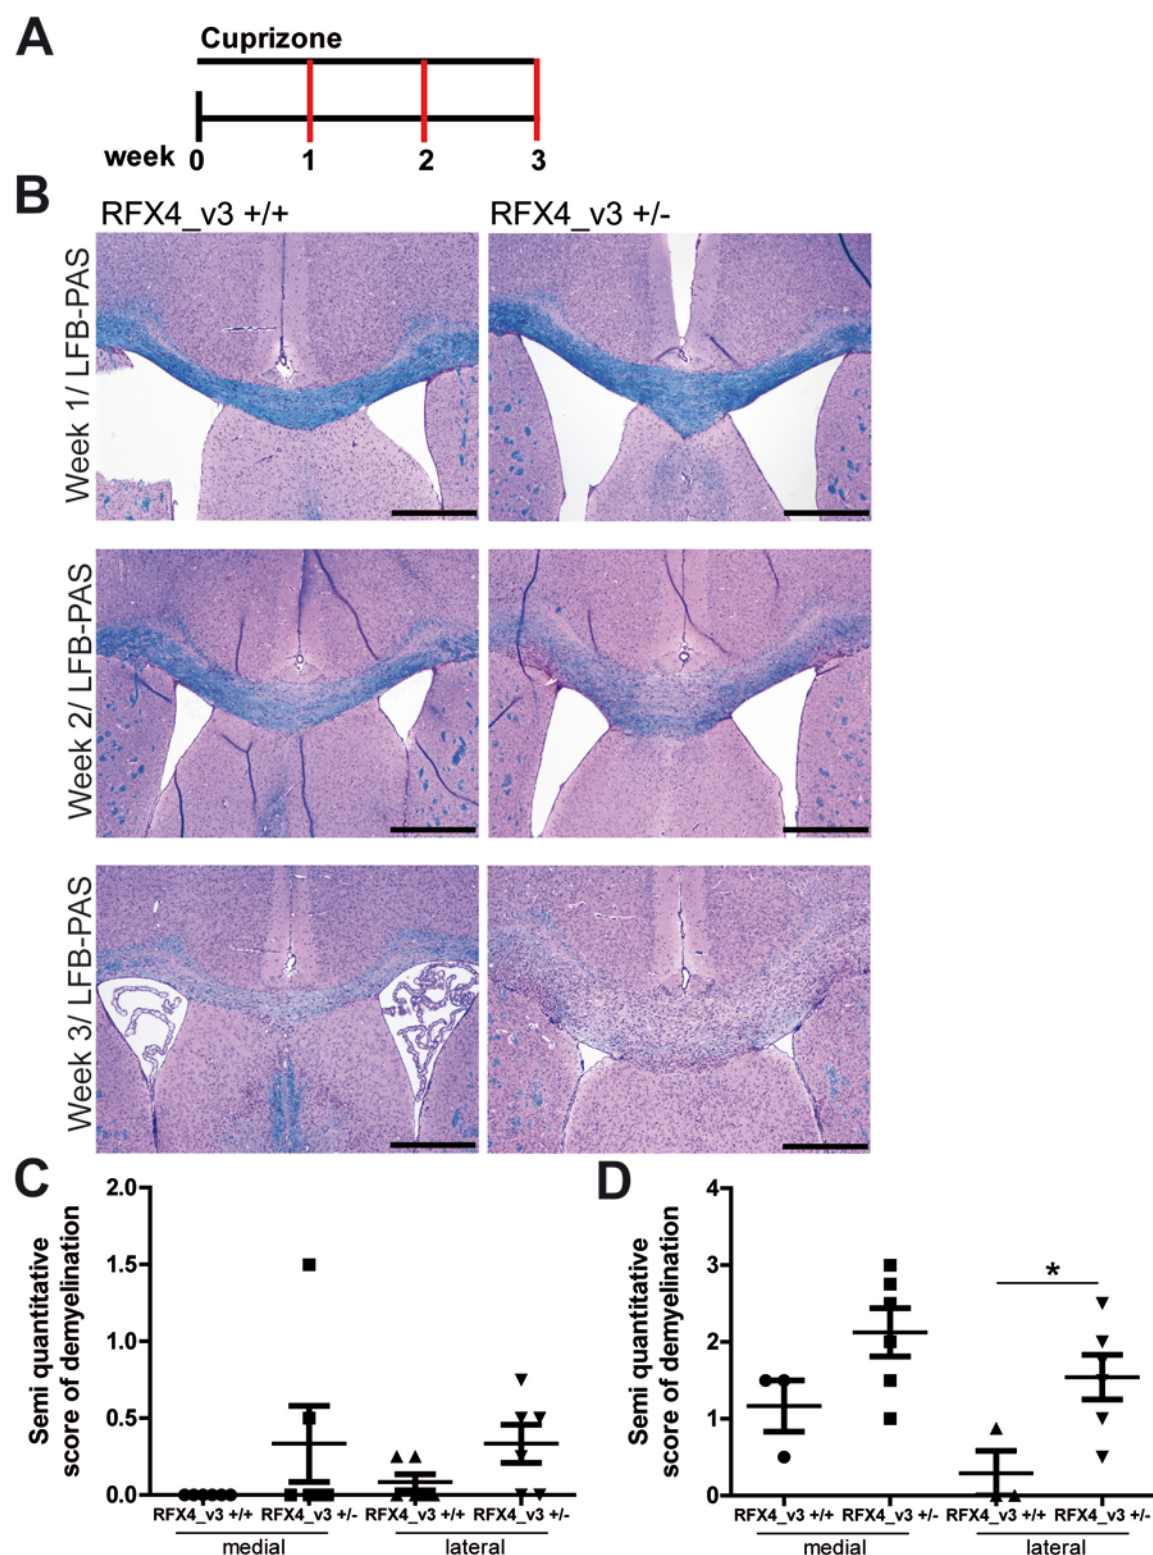 A
Cuprizone
week 0 1 2 3
B
RFX4_v3 +/+ RFX4_v3 +/-
Week 1/ LFB-PAS
Week 2/ LFB-PAS
Week 3/ LFB-PAS
C
Semi quantitative
score of demyelination
2.0
1.5
1.0
0.5
0.0
RFX4_v3 +/+ RFX4_v3 +/- RFX4_v3 +/+ RFX4_v3 +/-
medial lateral
D
Semi quantitative
score of demyelination
4
3
2
1
0
*
RFX4_v3 +/+ RFX4_v3 +/- RFX4_v3 +/+ RFX4_v3 +/-
medial lateral